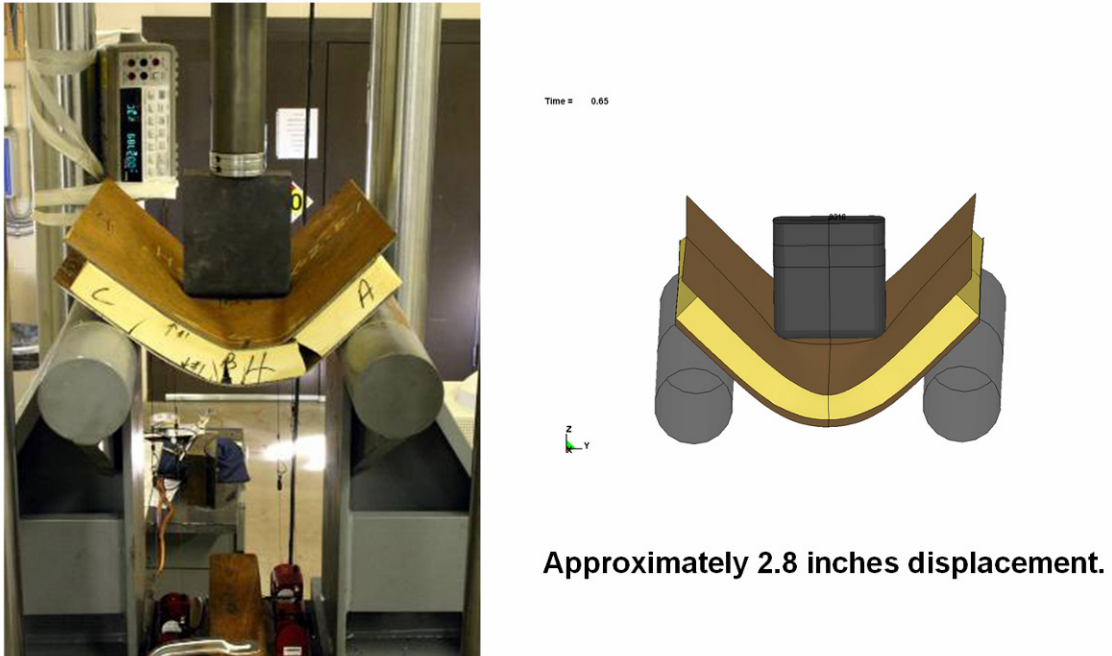 C
A
B H
Time = 0.65
Z
Y
Approximately 2.8 inches displacement.